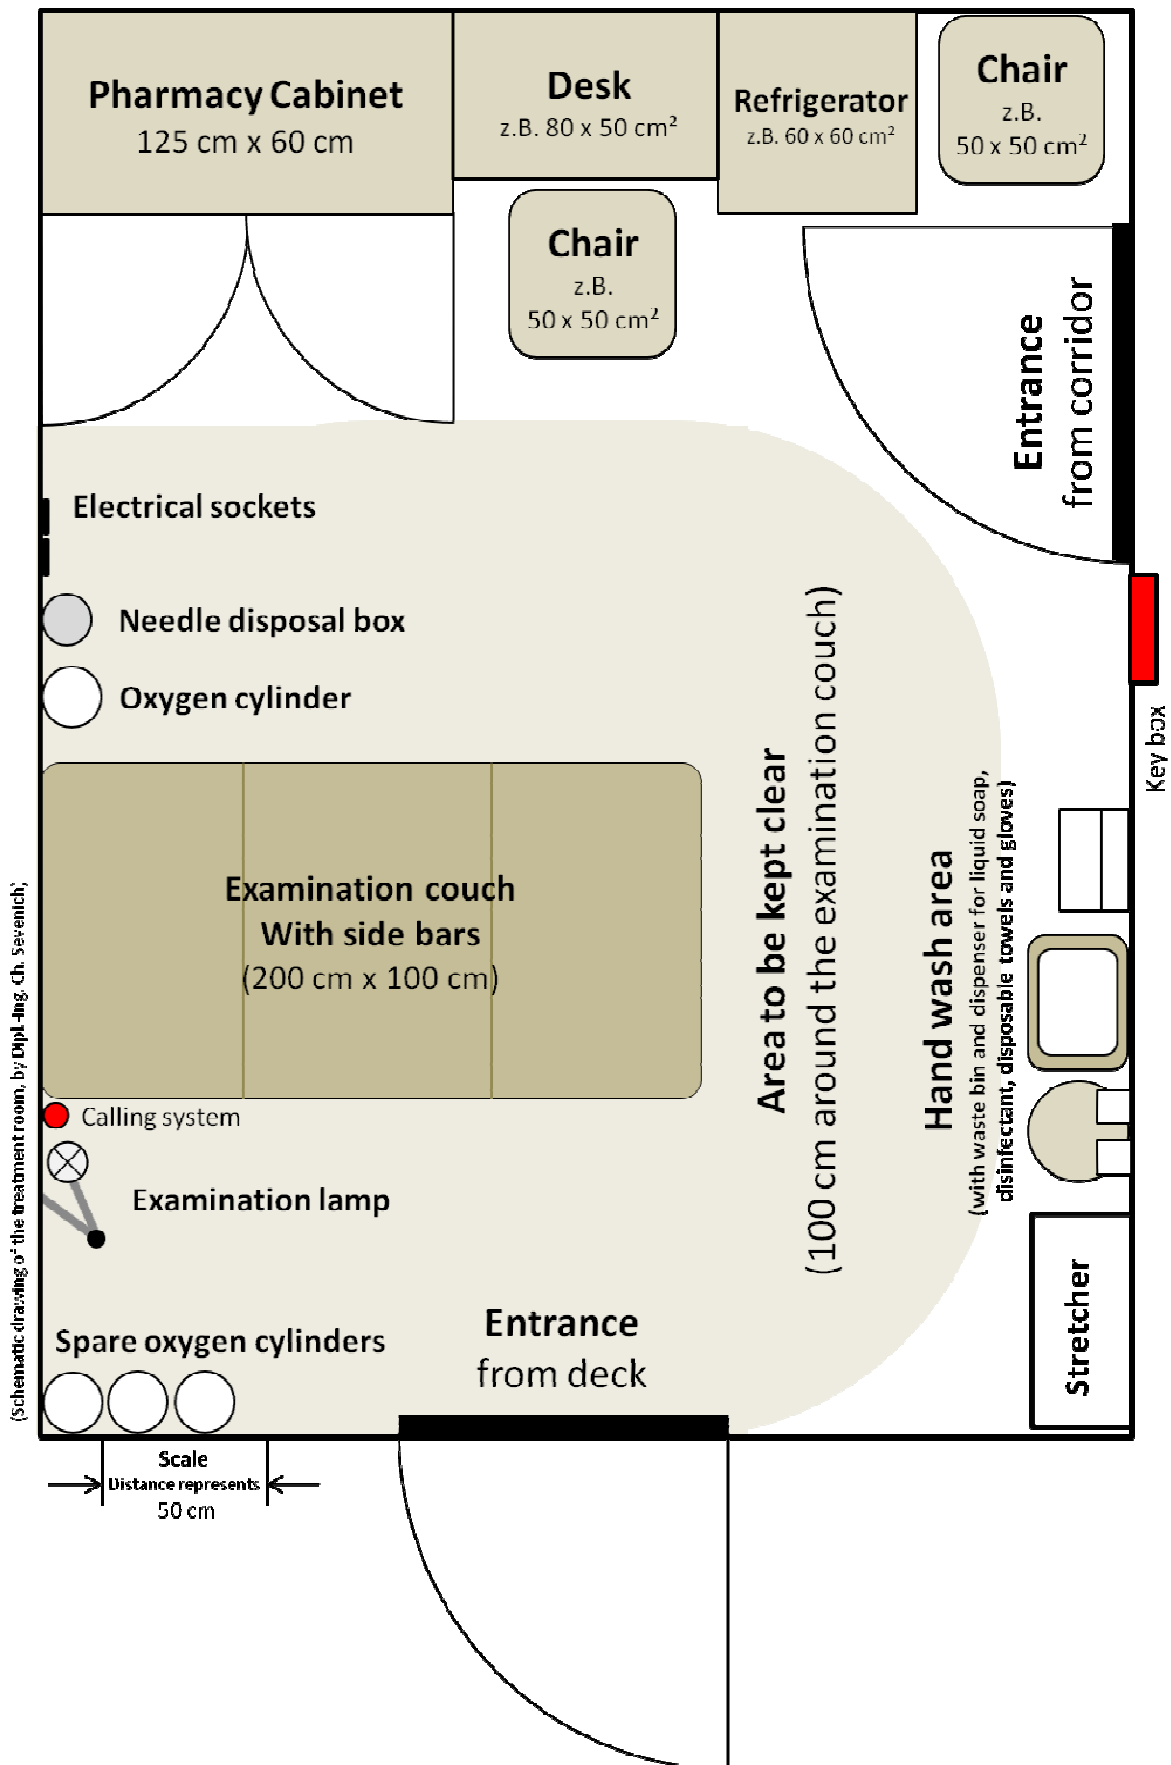 Pharmacy Cabinet
125 cm x 60 cm
Desk
z.B. 80 x 50 cm²
Refrigerator
z.B. 60 x 60 cm²
Chair
z.B.
50 x 50 cm²
Chair
z.B.
50 x 50 cm²
Entrance
from corridor
Electrical sockets
Needle disposal box
Oxygen cylinder
Key box
Examination couch
With side bars
(200 cm x 100 cm)
Area to be kept clear
(100 cm around the examination couch)
Hand wash area
(with waste bin and dispenser for liquid soap,
disinfectant, disposable towels and gloves)
Calling system
Examination lamp
Stretcher
Spare oxygen cylinders
Entrance
from deck
(Schematic drawing of the treatment room, by Dipl.-Ing. Ch. Sevenich)
Scale
Distance represents
50 cm